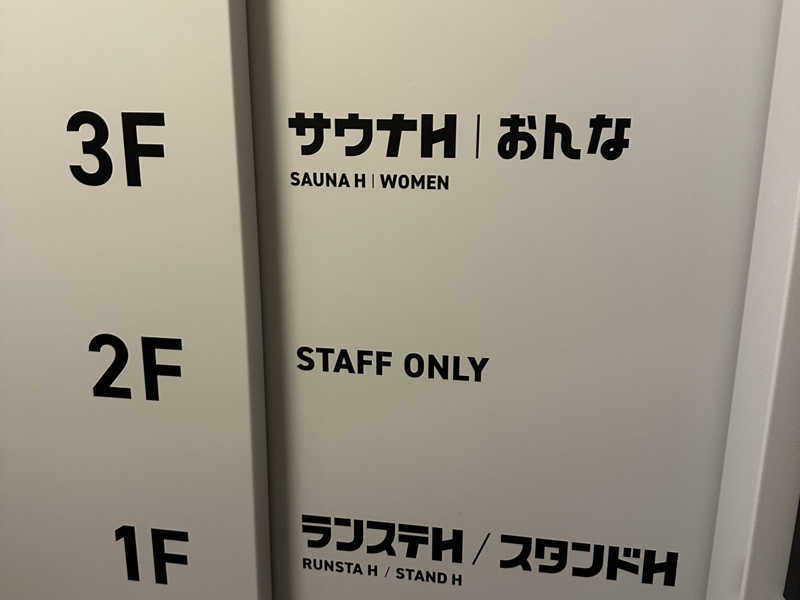 3F
サウナH｜おんな
SAUNA H | WOMEN
2F
STAFF ONLY
1F
ランステH / スタンドH
RUNSTA H / STAND H